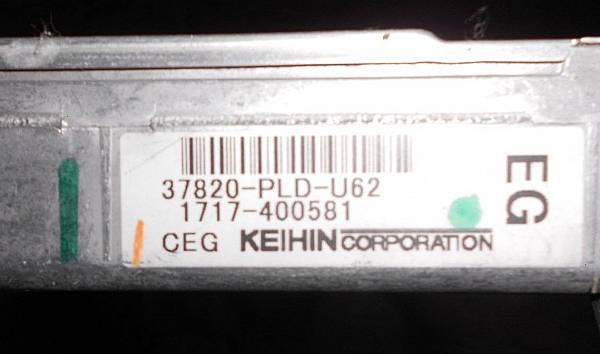 37820-PLD-U62
1717-400581
CEG KEIHIN CORPORATION
EG